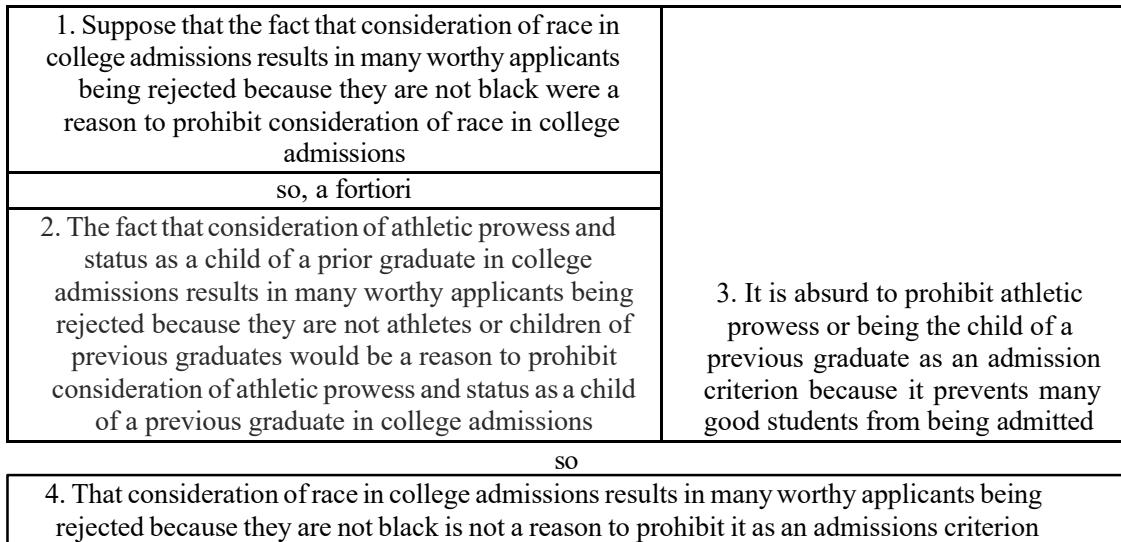 1. Suppose that the fact that consideration of race in
college admissions results in many worthy applicants
being rejected because they are not black were a
reason to prohibit consideration of race in college
admissions
so, a fortiori
2. The fact that consideration of athletic prowess and
status as a child of a prior graduate in college
admissions results in many worthy applicants being
rejected because they are not athletes or children of
previous graduates would be a reason to prohibit
consideration of athletic prowess and status as a child
of a previous graduate in college admissions
3. It is absurd to prohibit athletic
prowess or being the child of a
previous graduate as an admission
criterion because it prevents many
good students from being admitted
so
4. That consideration of race in college admissions results in many worthy applicants being
rejected because they are not black is not a reason to prohibit it as an admissions criterion